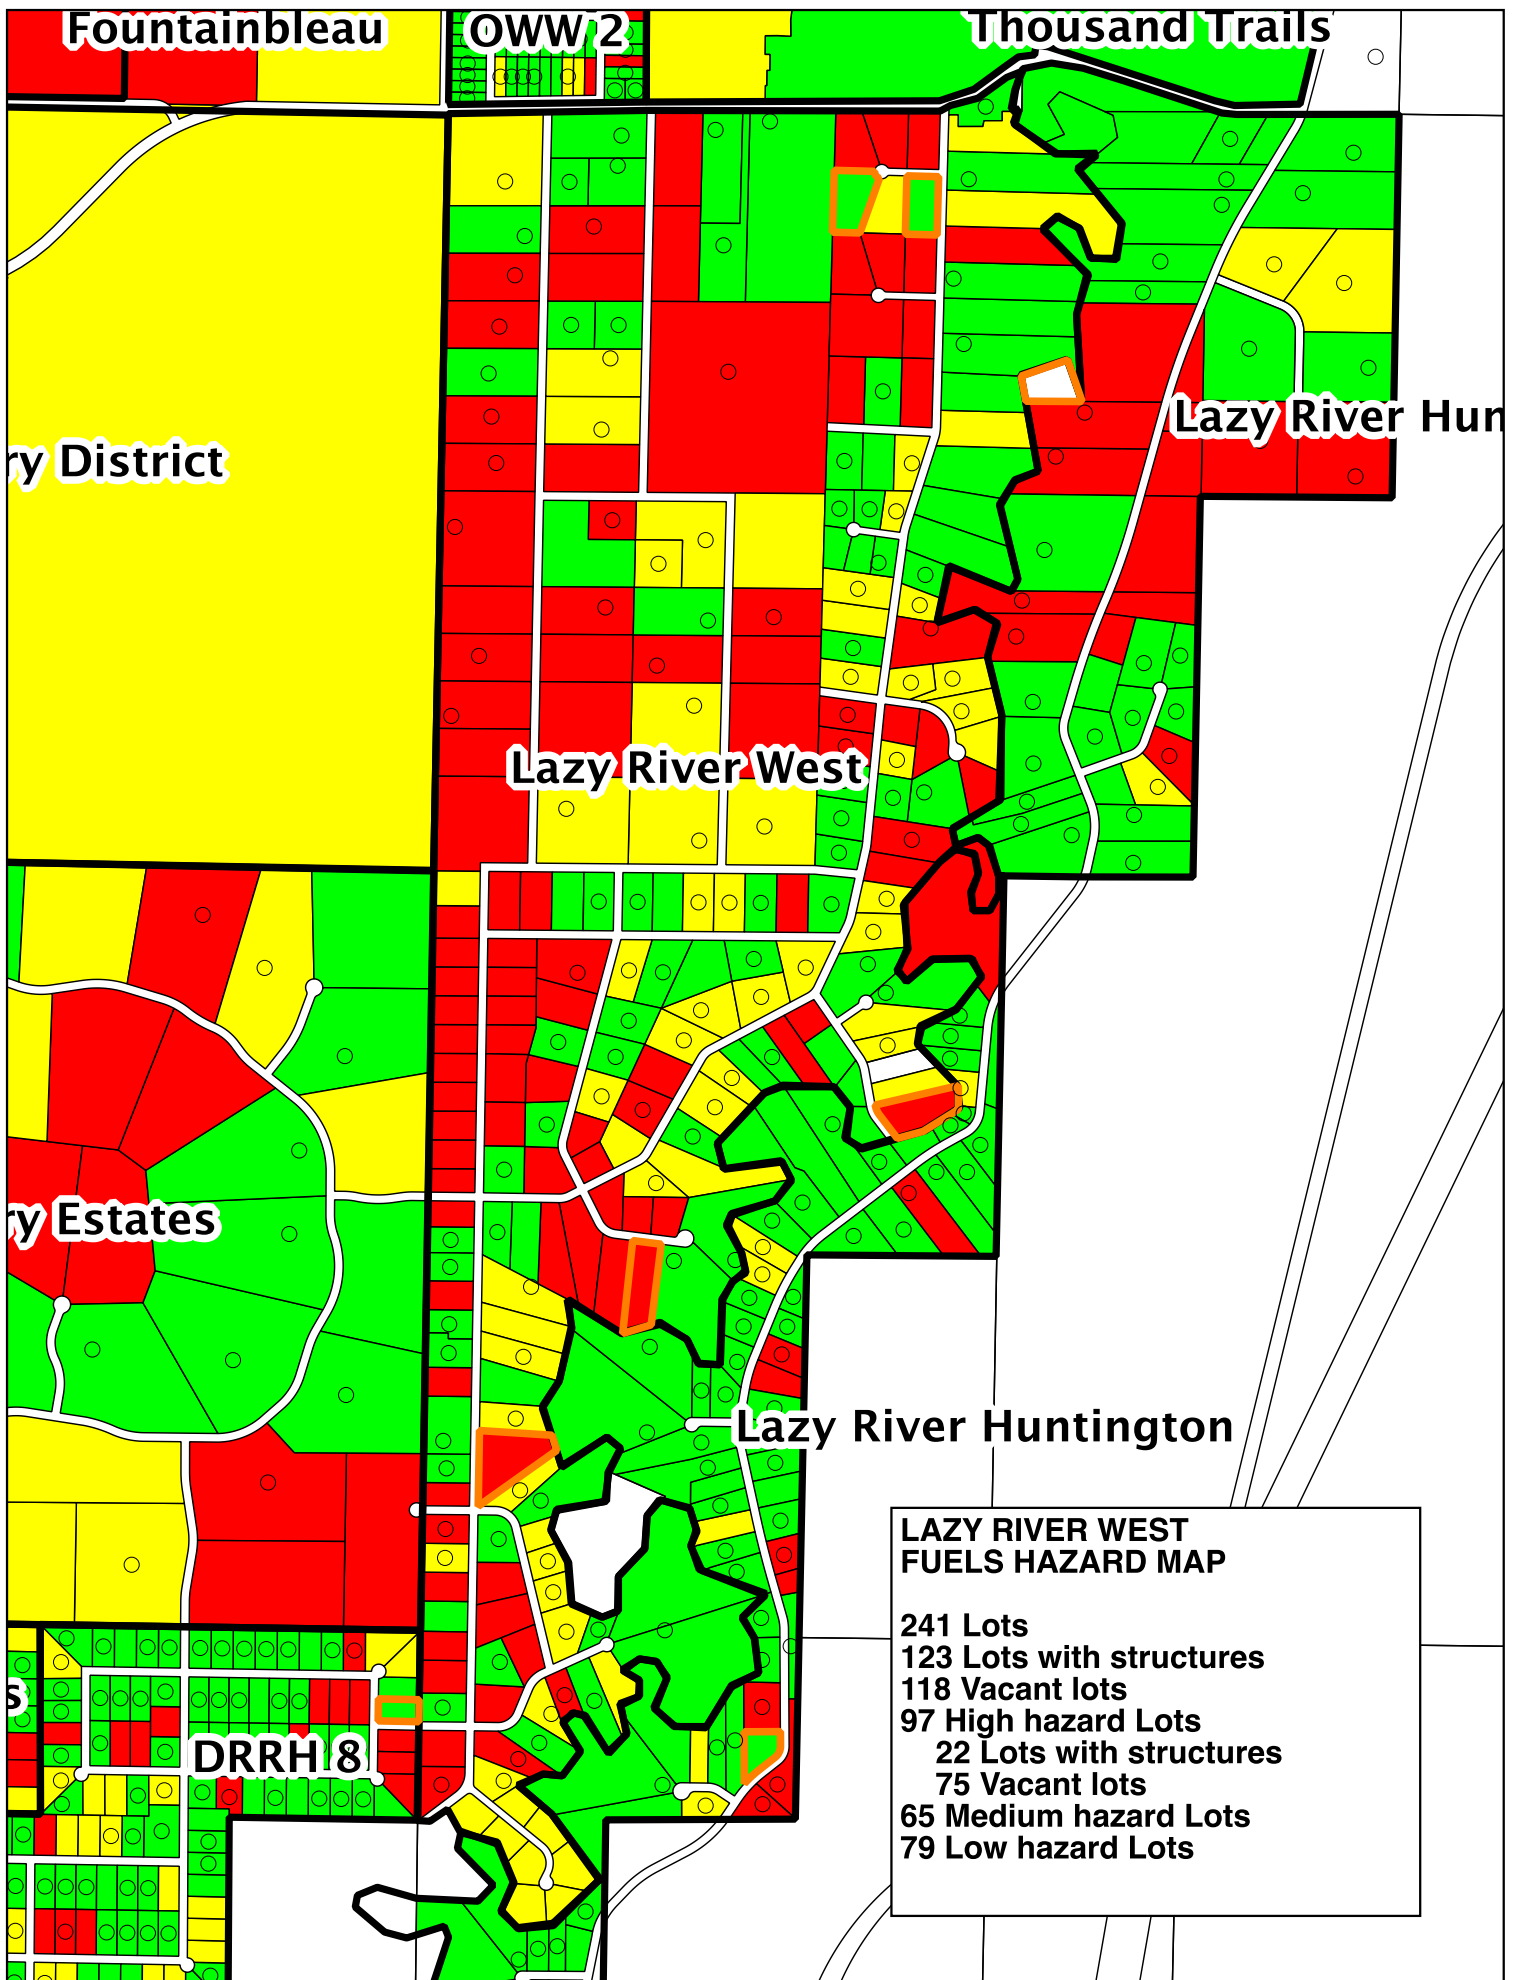 Fountainbleau
OWW 2
Thousand Trails
Lazy River Hun
ry District
Lazy River West
ry Estates
Lazy River Huntington
s
DRRH 8
LAZY RIVER WEST
FUELS HAZARD MAP
241 Lots
123 Lots with structures
118 Vacant lots
97 High hazard Lots
22 Lots with structures
75 Vacant lots
65 Medium hazard Lots
79 Low hazard Lots